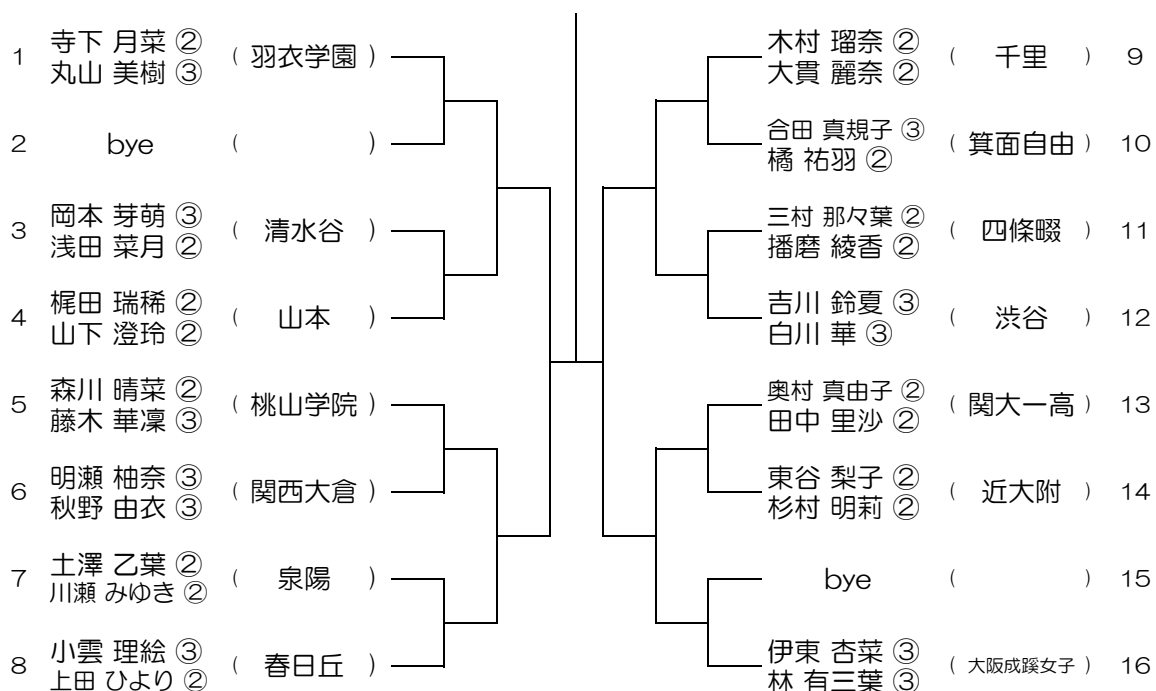 1 寺下 月菜 ② ( 羽衣学園 )
丸山 美樹 ③
2 bye ( )
3 岡本 芽萌 ③ ( 清水谷 )
浅田 菜月 ②
4 梶田 瑞稀 ② ( 山本 )
山下 澄玲 ②
5 森川 晴菜 ② ( 桃山学院 )
藤木 華凜 ③
6 明瀬 柚奈 ③ ( 関西大倉 )
秋野 由衣 ③
7 土澤 乙葉 ② ( 泉陽 )
川瀬 みゆき ②
8 小雲 理絵 ③ ( 春日丘 )
上田 ひより ②
木村 瑠奈 ② ( 千里 ) 9
大貫 麗奈 ②
合田 真規子 ③ ( 箕面自由 ) 10
橘 祐羽 ②
三村 那々葉 ② ( 四條畷 ) 11
播磨 綾香 ②
吉川 鈴夏 ③ ( 渋谷 ) 12
白川 華 ③
奥村 真由子 ② ( 関大一高 ) 13
田中 里沙 ②
東谷 梨子 ② ( 近大附 ) 14
杉村 明莉 ②
bye ( ) 15
伊東 杏菜 ③ ( 大阪成蹊女子 ) 16
林 有三葉 ③